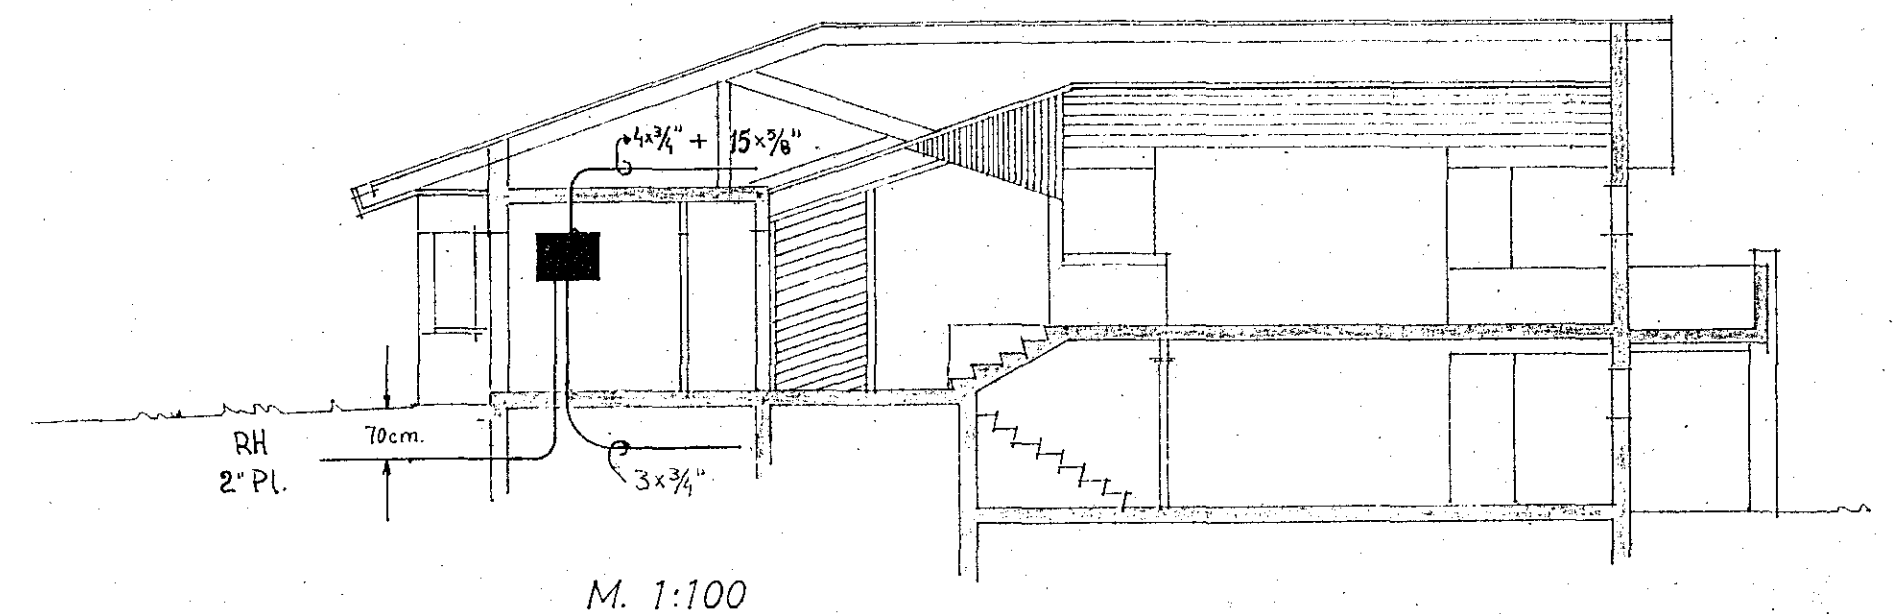 4x3/4" + 15x5/8"
RH
2" Pl.
70cm.
3x3/4"
M. 1:100